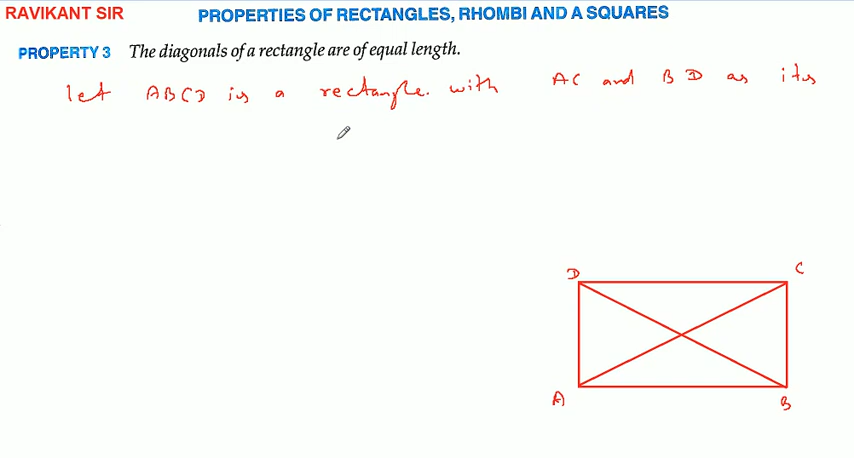 RAVIKANT SIR
PROPERTIES OF RECTANGLES, RHOMBI AND A SQUARES
PROPERTY 3 The diagonals of a rectangle are of equal length.
let ABCD is a rectangle. with AC and BD as its
D C
A B